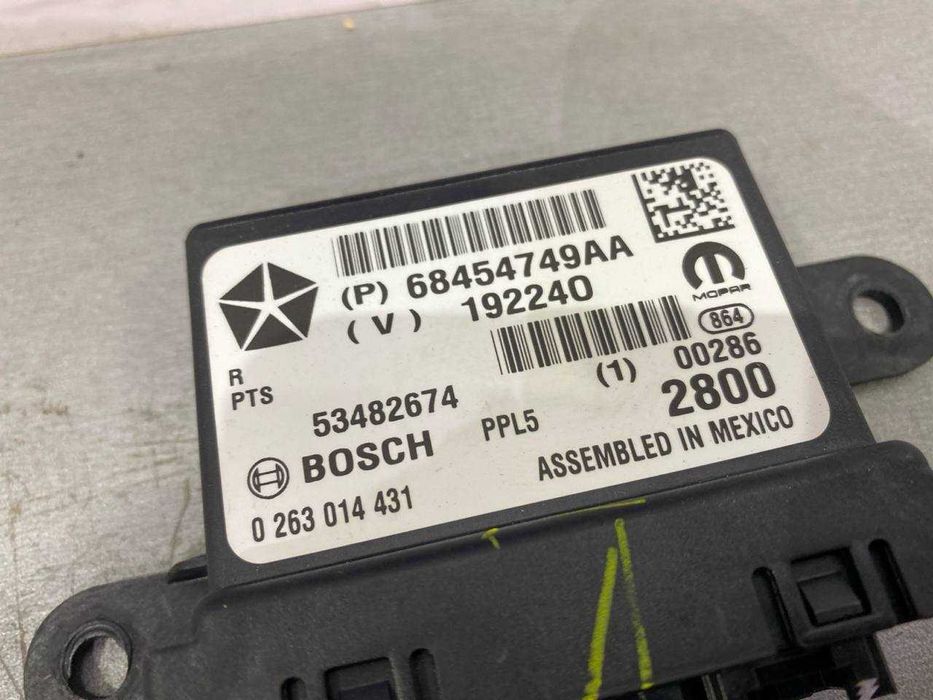 (P) 68454749AA
(V) 192240
MOPAR
864
R
PTS
(1) 00286
53482674
PPL5
2800
BOSCH
ASSEMBLED IN MEXICO
0 263 014 431